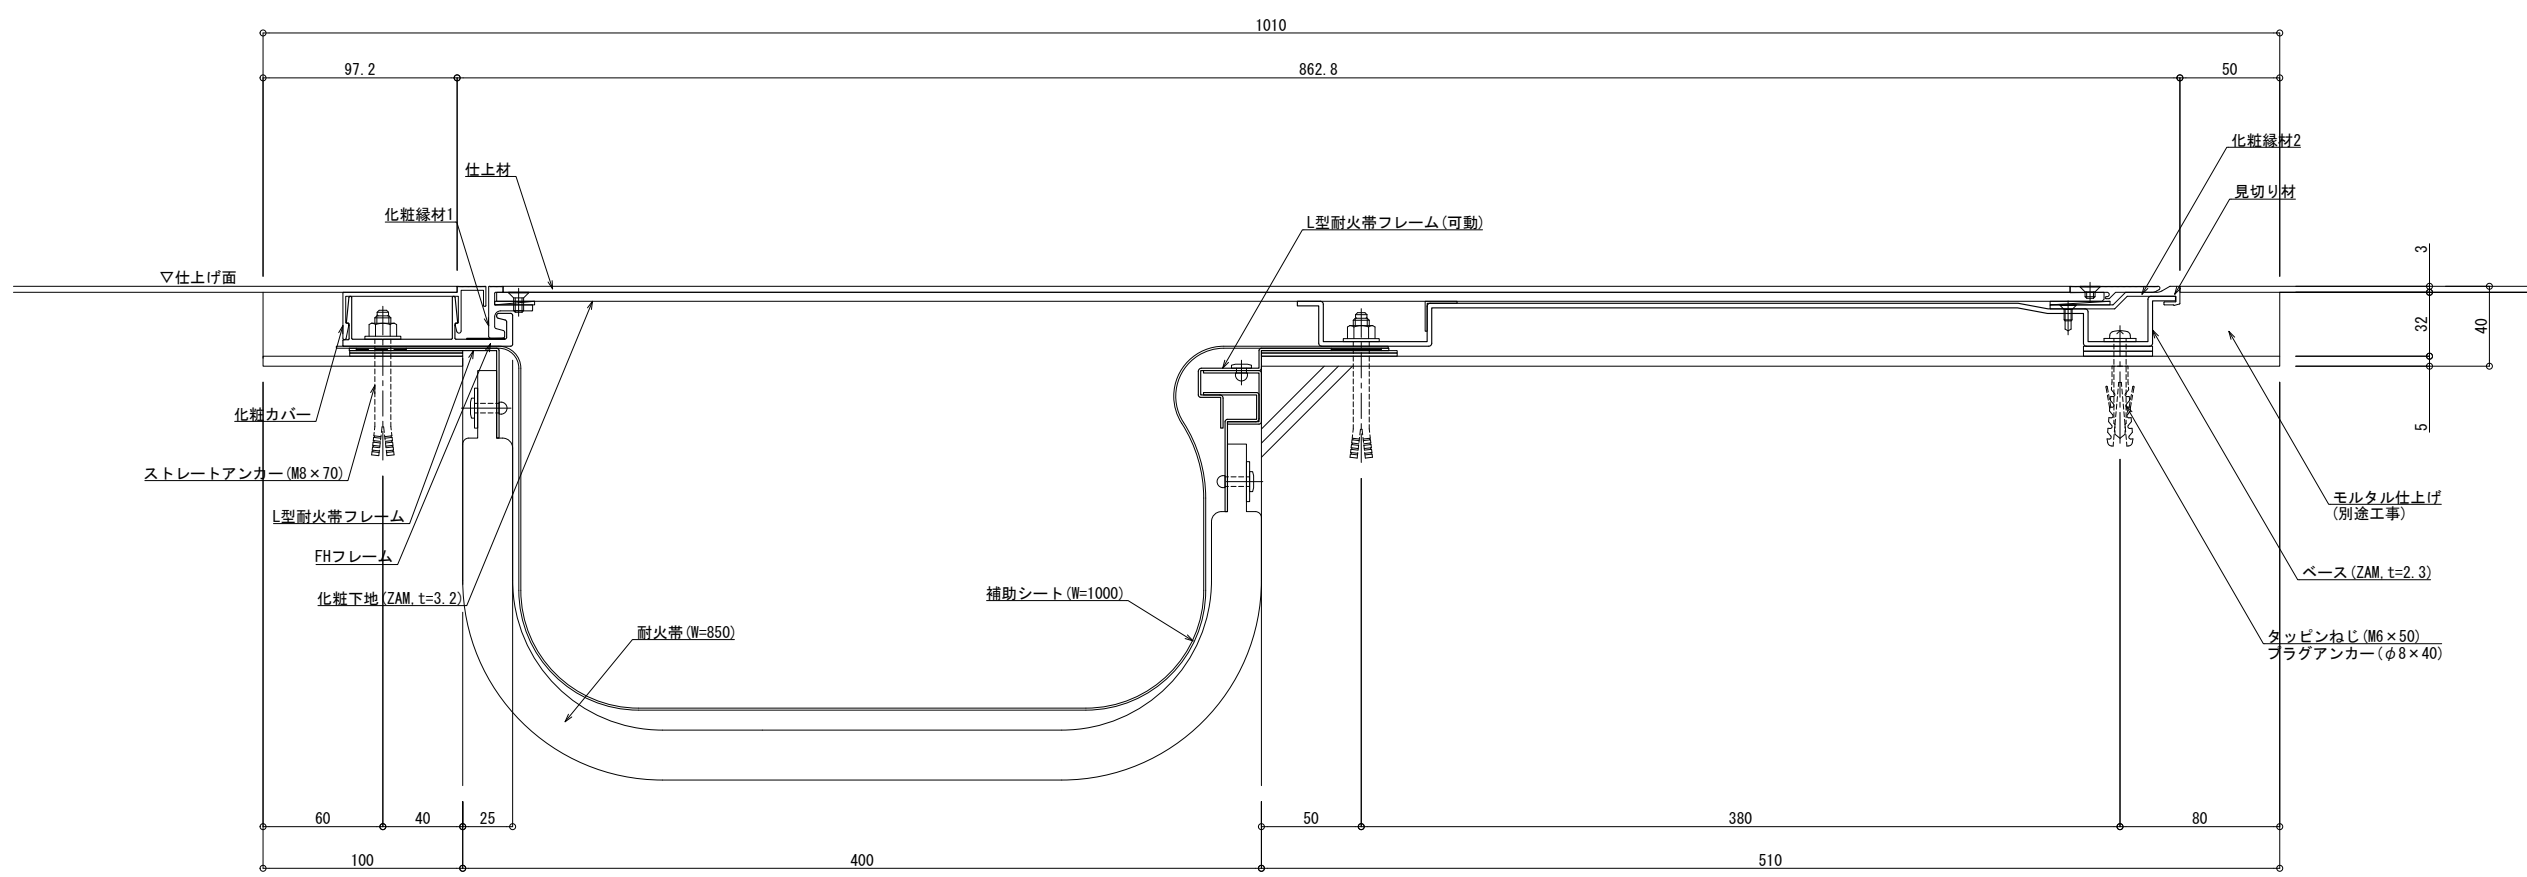 1010
97.2
862.8
50
化粧縁材2
仕上材
見切り材
化粧縁材1
L型耐火帯フレーム(可動)
3
▽仕上げ面
32
40
化粧カバー
5
ストレートアンカー(M8×70)
モルタル仕上げ
(別途工事)
L型耐火帯フレーム
FHフレーム
ベース(ZAM,t=2.3)
化粧下地(ZAM,t=3.2)
補助シート(W=1000)
耐火帯(W=850)
タッピンねじ(M6×50)
プラグアンカー(φ8×40)
60
40
25
50
380
80
100
400
510